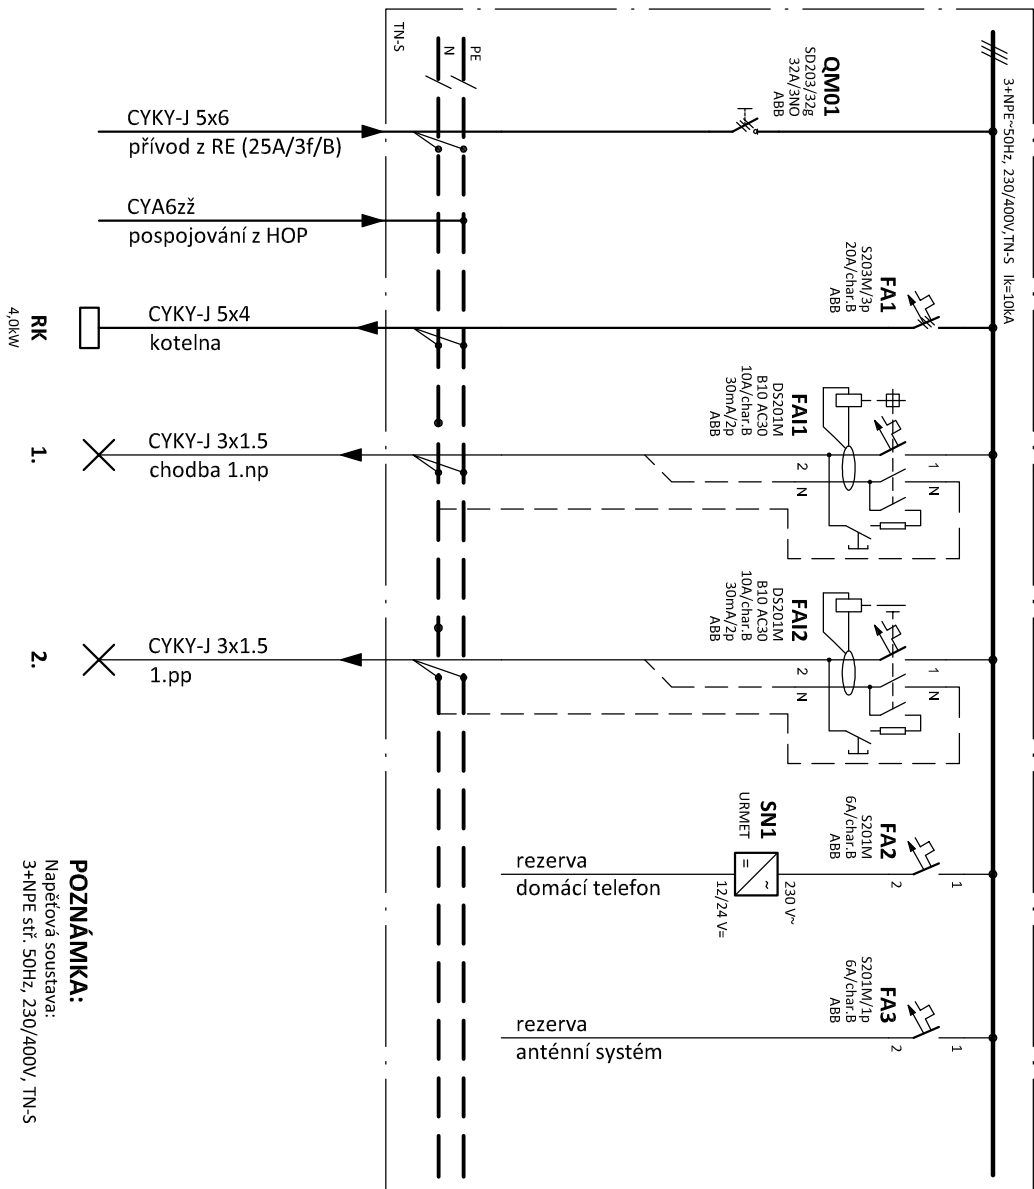 3+NPE~50Hz, 230/400V,TN-S Ik=10kA
TN-S
PE
N
QM01
SD203/32g
32A/3NO
ABB
CYKY-J 5x6
přívod z RE (25A/3f/B)
CYA6zž
pospojování z HOP
FA1
S203M/3p
20A/char.B
ABB
CYKY-J 5x4
kotelna
RK
4,0kW
FAI1
DS201M
B10 AC30
10A/char.B
30mA/2p
ABB
1
N
2
N
CYKY-J 3x1.5
chodba 1.np
1.
FAI2
DS201M
B10 AC30
10A/char.B
30mA/2p
ABB
1
N
2
N
CYKY-J 3x1.5
1.pp
2.
FA2
S201M
6A/char.B
ABB
1
2
SN1
URMET
230 V~
12/24 V=
=
~
rezerva
domácí telefon
FA3
S201M/1p
6A/char.B
ABB
1
2
rezerva
anténní systém
POZNÁMKA:
Napěťová soustava:
3+NPE stř. 50Hz, 230/400V, TN-S